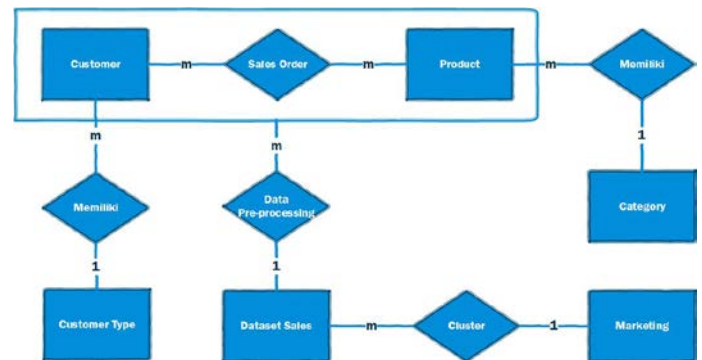 Customer
m
Sales Order
m
Product
m
Memiliki
m
m
1
Memiliki
Data
Pre-processing
Category
1
1
Customer Type
Dataset Sales
m
Cluster
1
Marketing